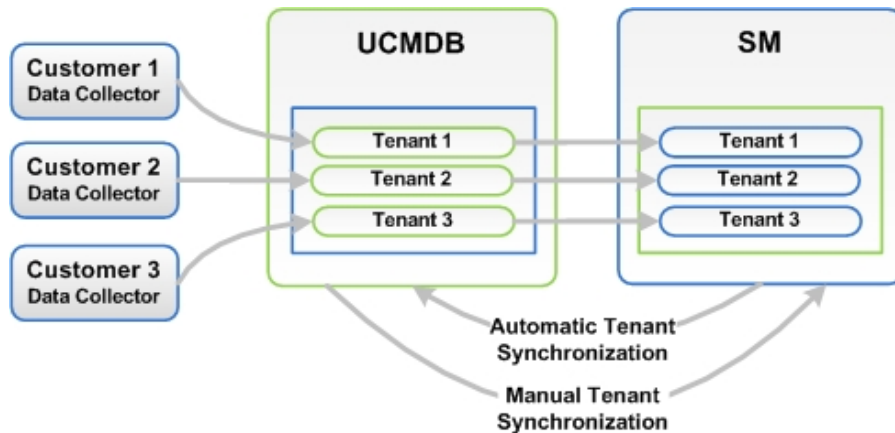 UCMDB
SM
Customer 1
Data Collector
Customer 2
Data Collector
Customer 3
Data Collector
Tenant 1
Tenant 2
Tenant 3
Tenant 1
Tenant 2
Tenant 3
Automatic Tenant
Synchronization
Manual Tenant
Synchronization